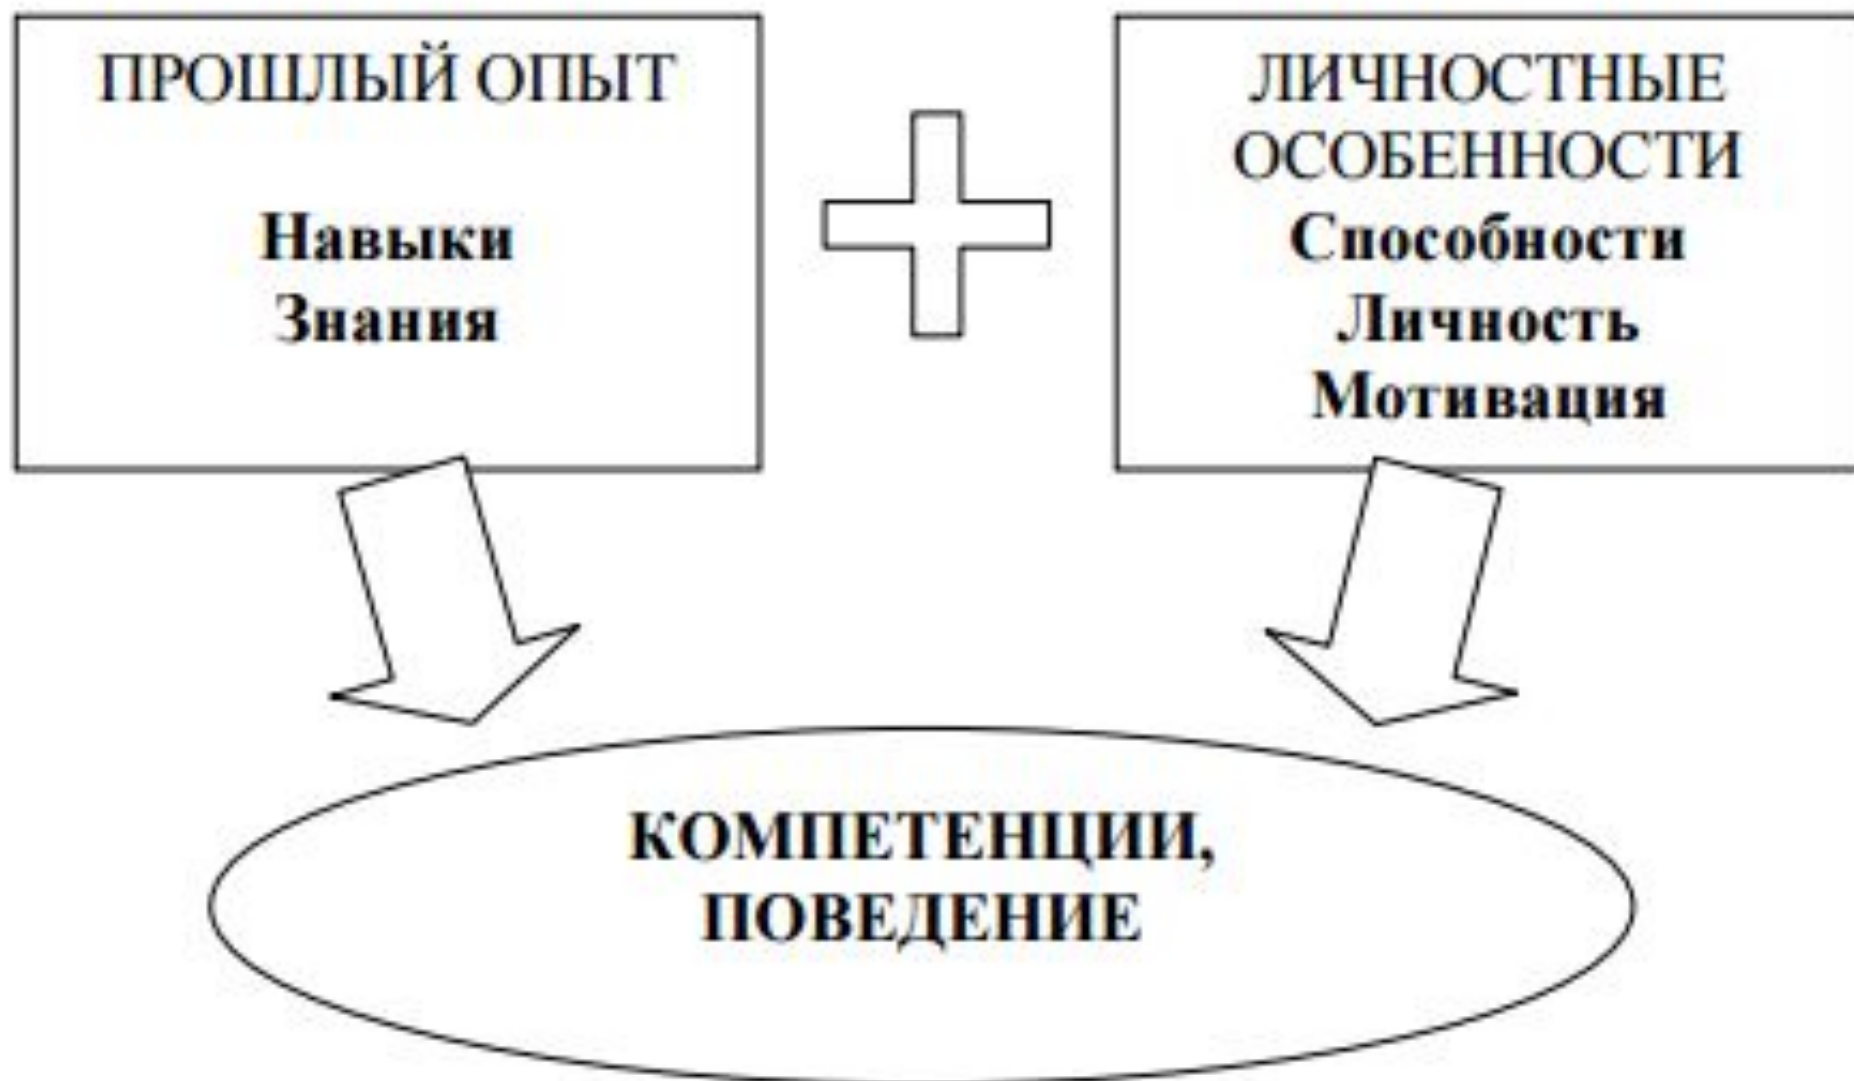 ПРОШЛЫЙ ОПЫТ
Навыки
Знания
ЛИЧНОСТНЫЕ
ОСОБЕННОСТИ
Способности
Личность
Мотивация
КОМПЕТЕНЦИИ,
ПОВЕДЕНИЕ